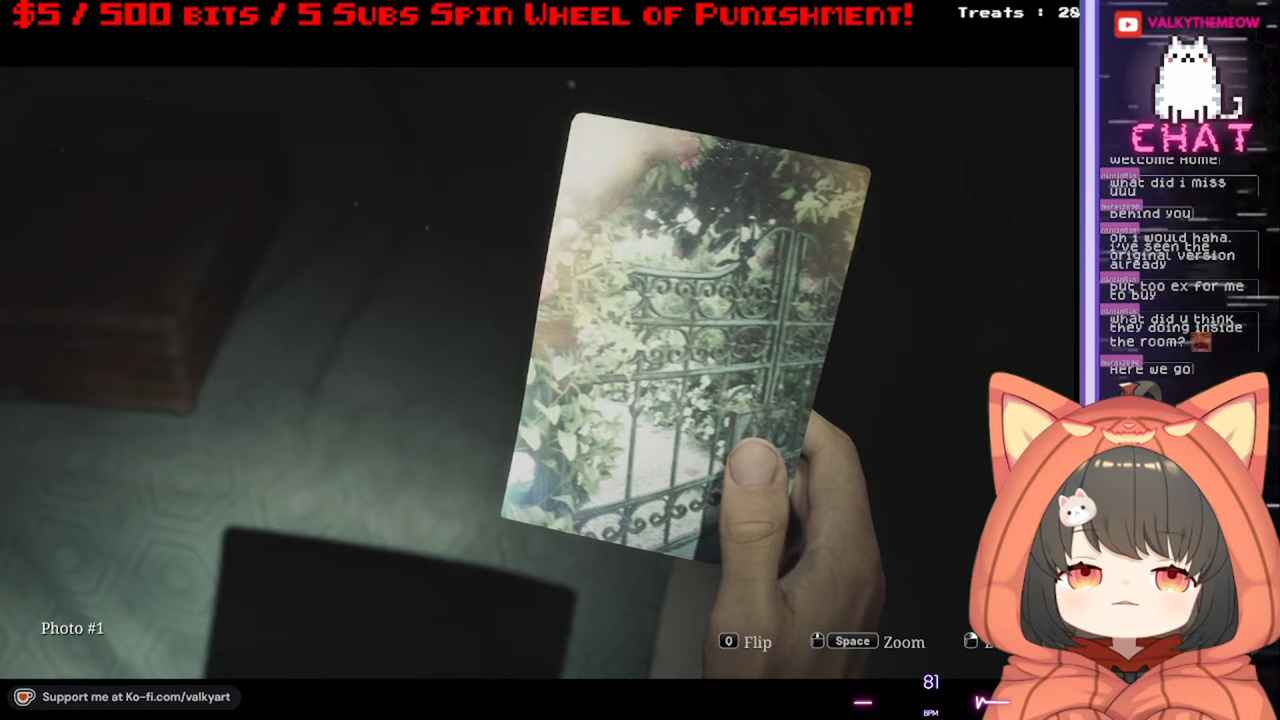 $5 / 500 BITS / 5 SUBS SPIN WHEEL OF PUNISHMENT!
Treats : 28
VALKYTHEMEOW
CHAT
Welcome Home
what did i miss
uuu
Behind you
oh i would haha.
i've seen the
original version
already
but too ex for me
to buy
what did u think
they doing inside
the room?
Here we go
Photo #1
Q Flip
Space Zoom
Support me at Ko-fi.com/valkyart
81
BPM